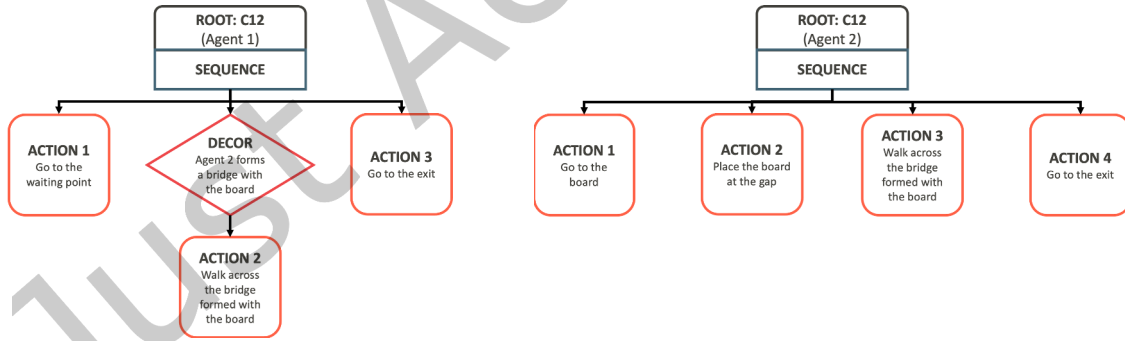 ROOT: C12
(Agent 1)
SEQUENCE
ACTION 1
Go to the
waiting point
DECOR
Agent 2 forms
a bridge with
the board
ACTION 3
Go to the exit
ACTION 2
Walk across
the bridge
formed with
the board
ROOT: C12
(Agent 2)
SEQUENCE
ACTION 1
Go to the
board
ACTION 2
Place the board
at the gap
ACTION 3
Walk across
the bridge
formed with
the board
ACTION 4
Go to the exit
Just Ac